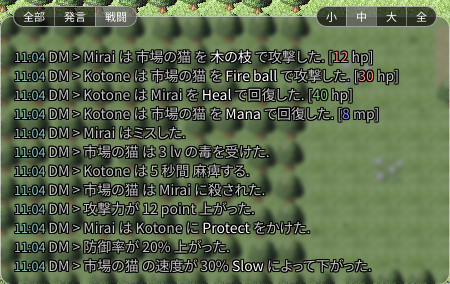 全部 発言 戦闘 小 中 大 全
11:04 DM > Mirai は 市場の猫 を 木の枝 で攻撃した. [12 hp]
11:04 DM > Kotone は 市場の猫 を Fire ball で攻撃した. [30 hp]
11:04 DM > Kotone は Mirai を Heal で回復した. [40 hp]
11:04 DM > Kotone は 市場の猫 を Mana で回復した. [8 mp]
11:04 DM > Mirai はミスした.
11:04 DM > 市場の猫 は 3 lv の毒を受けた.
11:04 DM > Kotone は 5 秒間 麻痺する.
11:04 DM > 市場の猫 は Mirai に殺された.
11:04 DM > 攻撃力が 12 point 上がった.
11:04 DM > Mirai は Kotone に Protect をかけた.
11:04 DM > 防御率が 20% 上がった.
11:04 DM > 市場の猫 の速度が 30% Slow によって下がった.